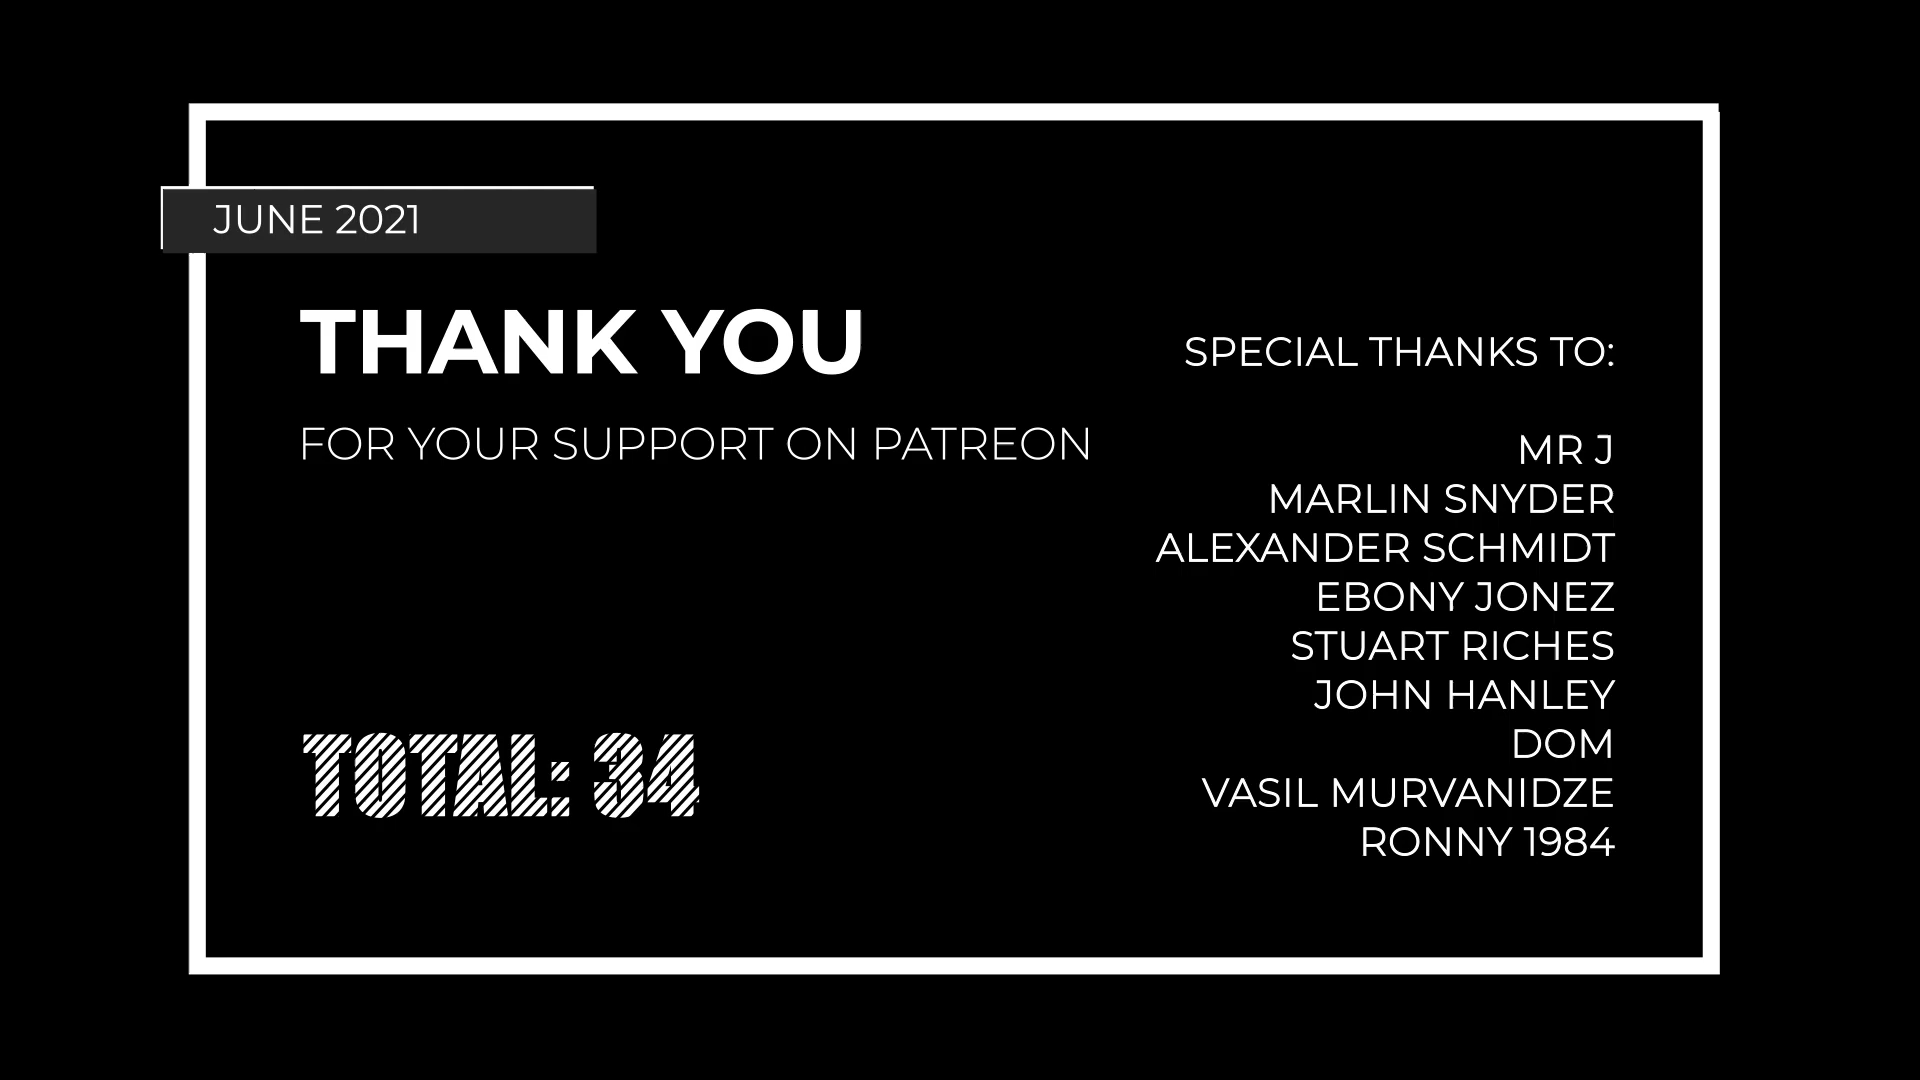 JUNE 2021
THANK YOU
FOR YOUR SUPPORT ON PATREON
TOTAL: 34
SPECIAL THANKS TO:
MR J
MARLIN SNYDER
ALEXANDER SCHMIDT
EBONY JONEZ
STUART RICHES
JOHN HANLEY
DOM
VASIL MURVANIDZE
RONNY 1984